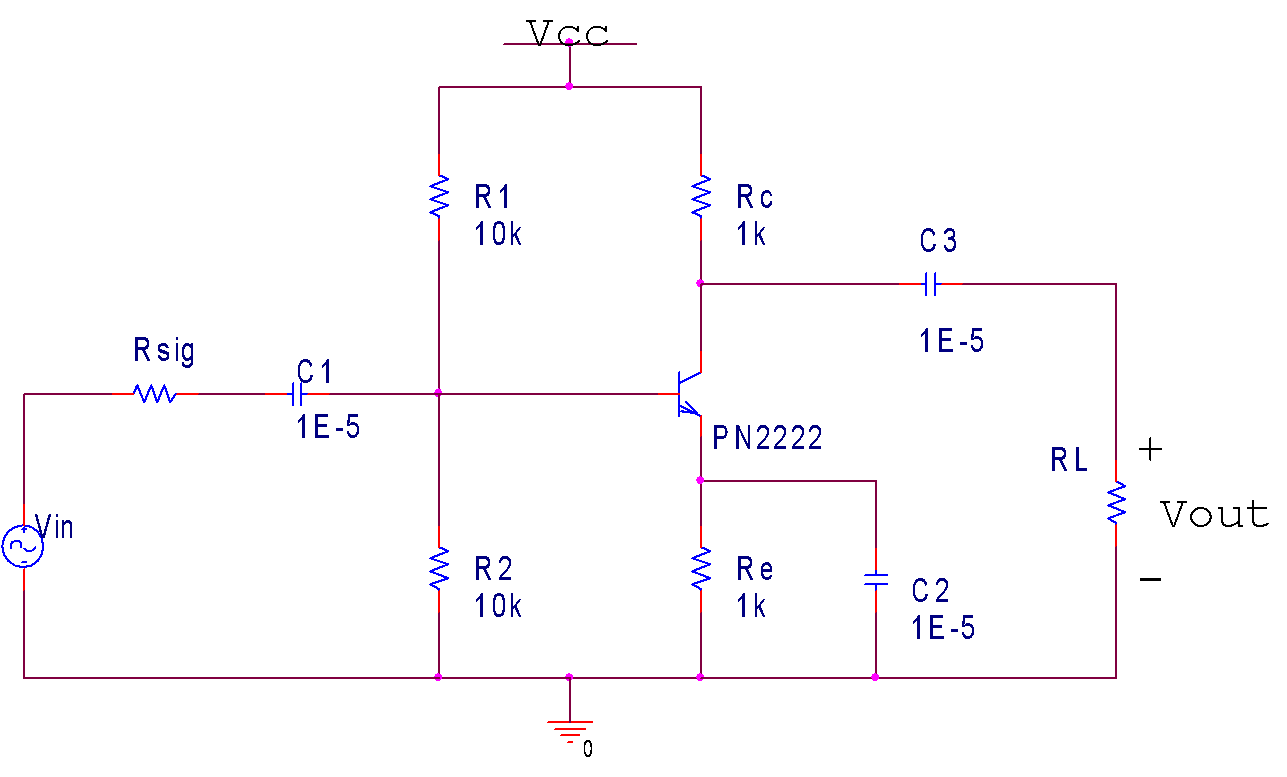 Vcc
R1
10k
Rc
1k
C3
1E-5
Rsig
C1
1E-5
PN2222
RL
+
Vout
-
Vin
R2
10k
Re
1k
C2
1E-5
0